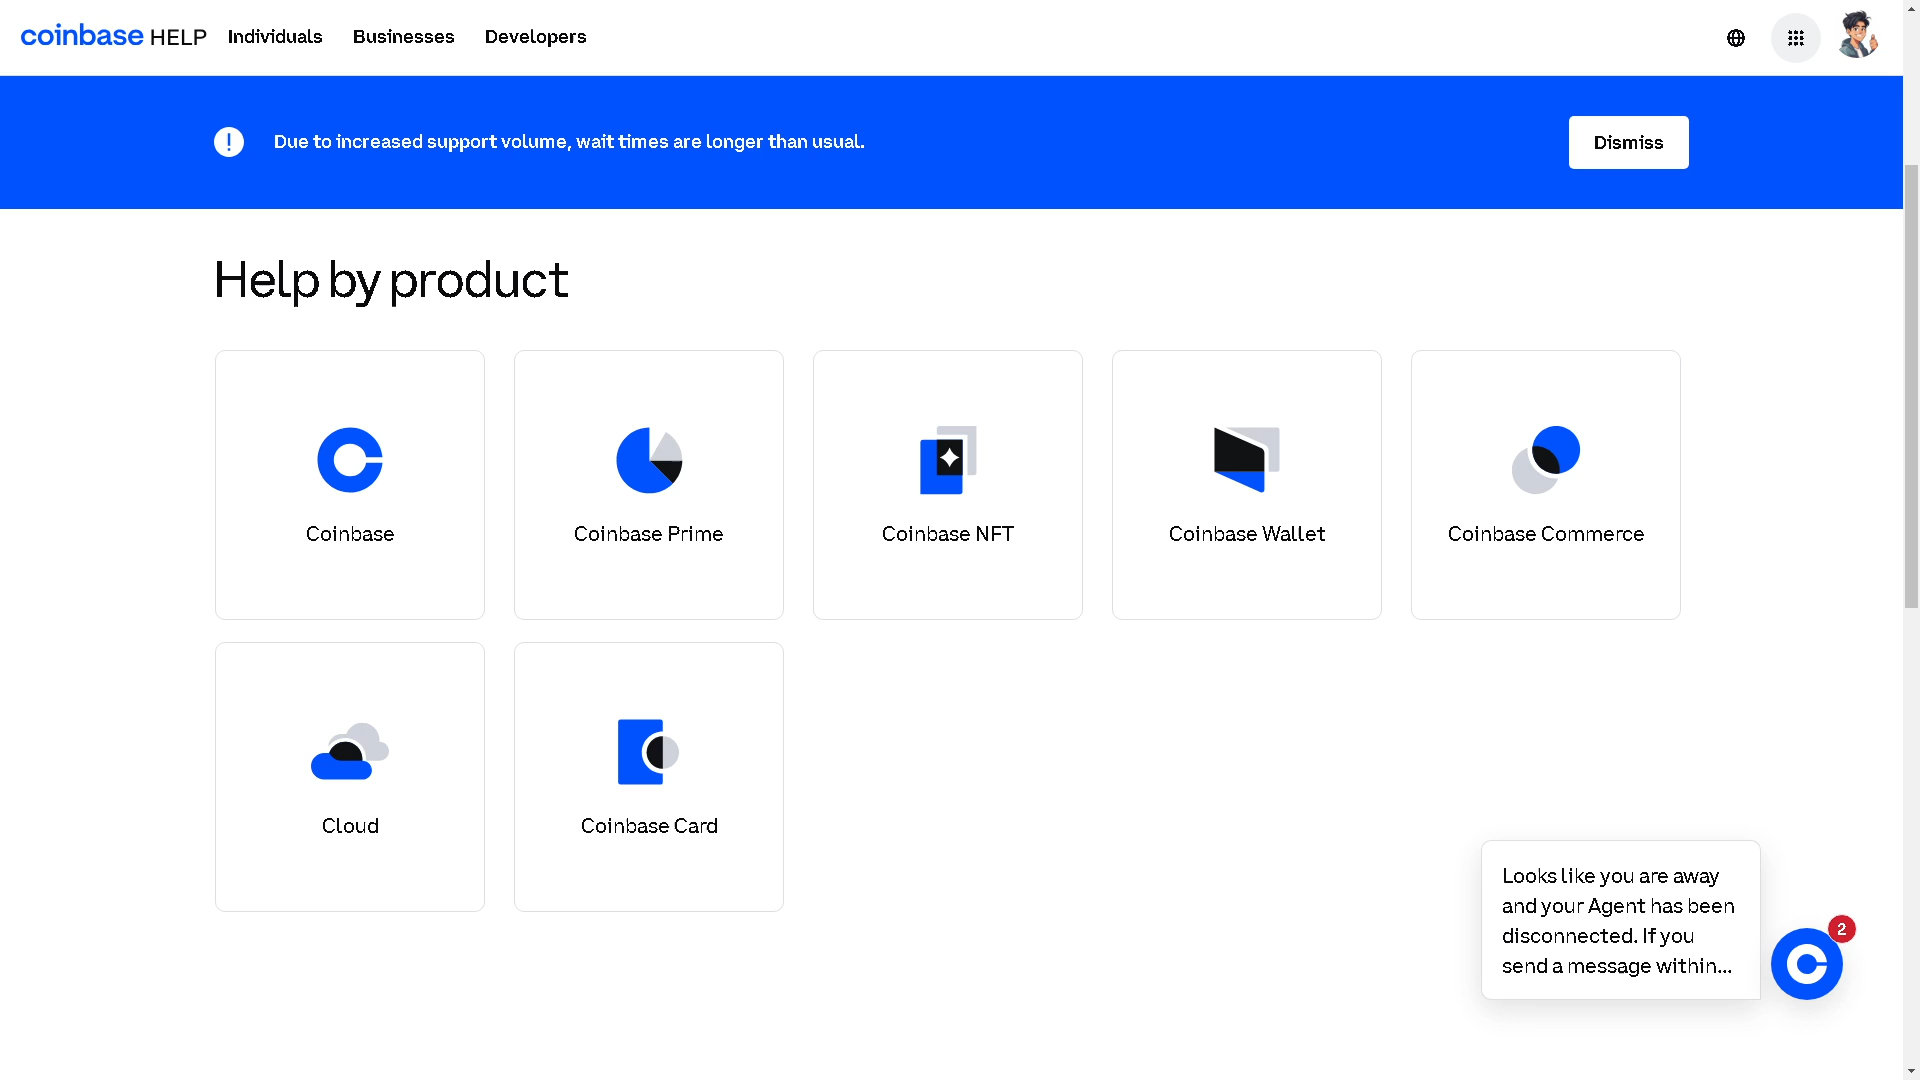 coinbase HELP Individuals Businesses Developers
! Due to increased support volume, wait times are longer than usual. Dismiss
Help by product
Coinbase Coinbase Prime Coinbase NFT Coinbase Wallet Coinbase Commerce
Cloud Coinbase Card
Looks like you are away
and your Agent has been
disconnected. If you
send a message within...
2